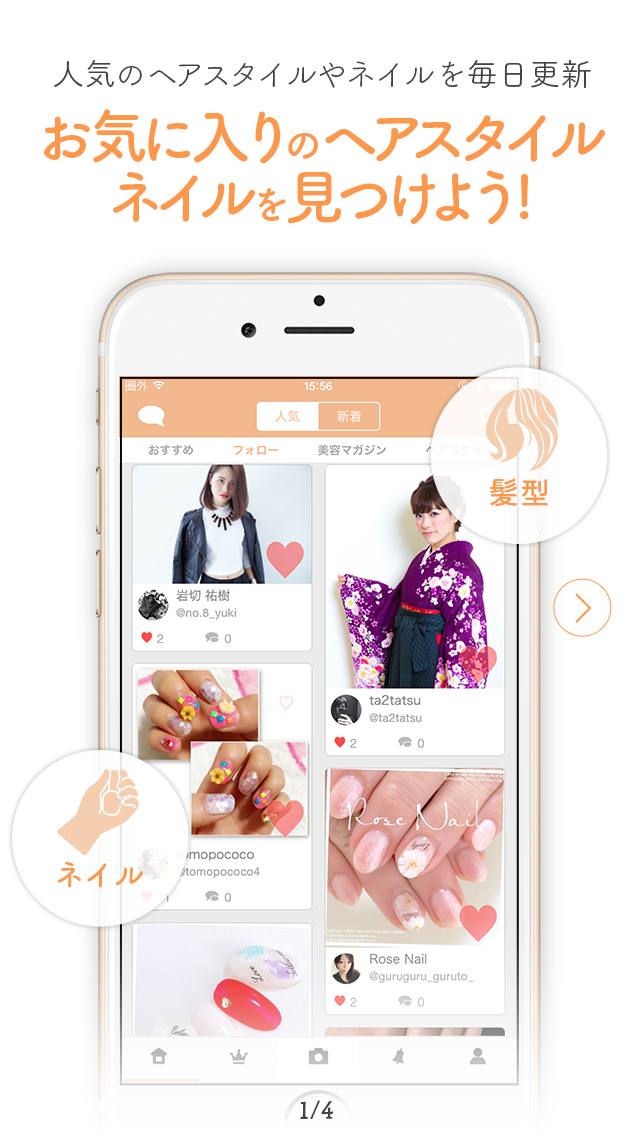 人気のヘアスタイルやネイルを毎日更新
お気に入りのヘアスタイル
ネイルを見つけよう!
圏外 15:56
人気 新着
おすすめ フォロー 美容マガジン ヘアスタイル
髪型
岩切 祐樹
@no.8_yuki
2 0
ta2tatsu
@ta2tatsu
2 0
ネイル
tomopococo
@tomopococo4
11 0
Rose Nail
Rose Nail
@guruguru_guruto_
2 0
1/4